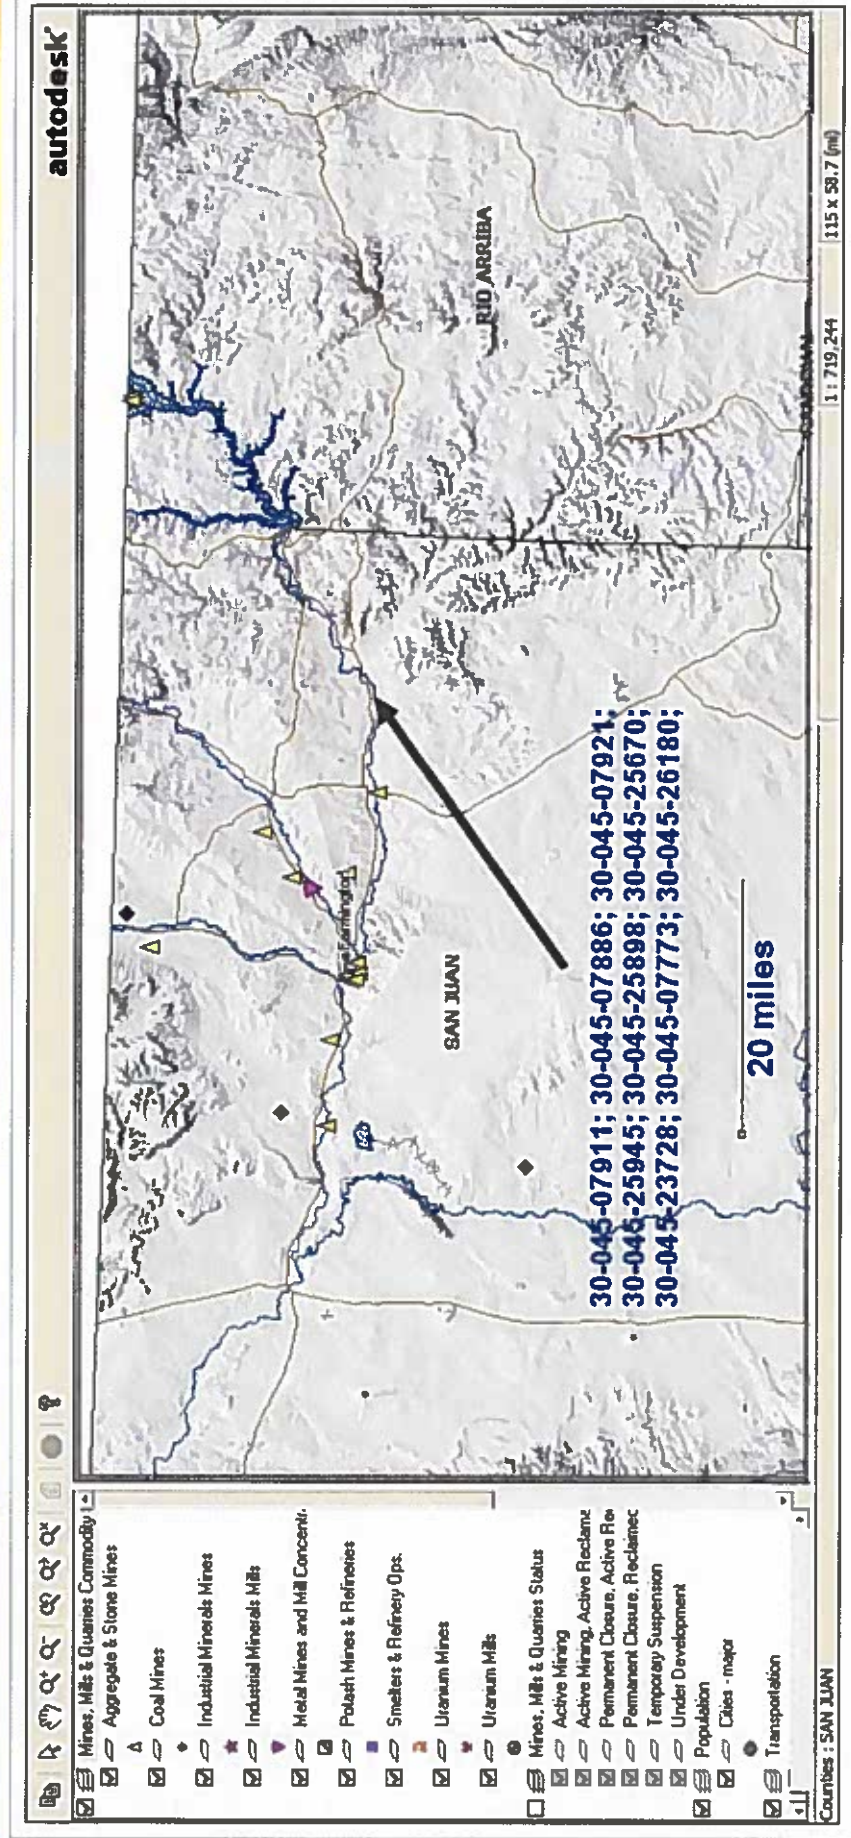 autodesk
Mines, Mills & Quarries Commodity
Aggregate & Stone Mines
Coal Mines
Industrial Minerals Mines
Industrial Minerals Mills
Metal Mines and Mill Concentr
Potash Mines & Refineries
Smelters & Refinery Ops.
Uranium Mines
Uranium Mills
Mines, Mills & Quarries Status
Active Mining
Active Mining, Active Reclama
Permanent Closure, Active Re
Permanent Closure, Reclaimed
Temporary Suspension
Under Development
Population
Cities - major
Transportation
Farmington
SAN JUAN
RIO ARRIBA
30-045-07911; 30-045-07886; 30-045-07921;
30-045-25945; 30-045-25898; 30-045-25670;
30-045-23728; 30-045-07773; 30-045-26180;
20 miles
Counties : SAN JUAN
1 : 719,244
115 x 58.7 (mi)